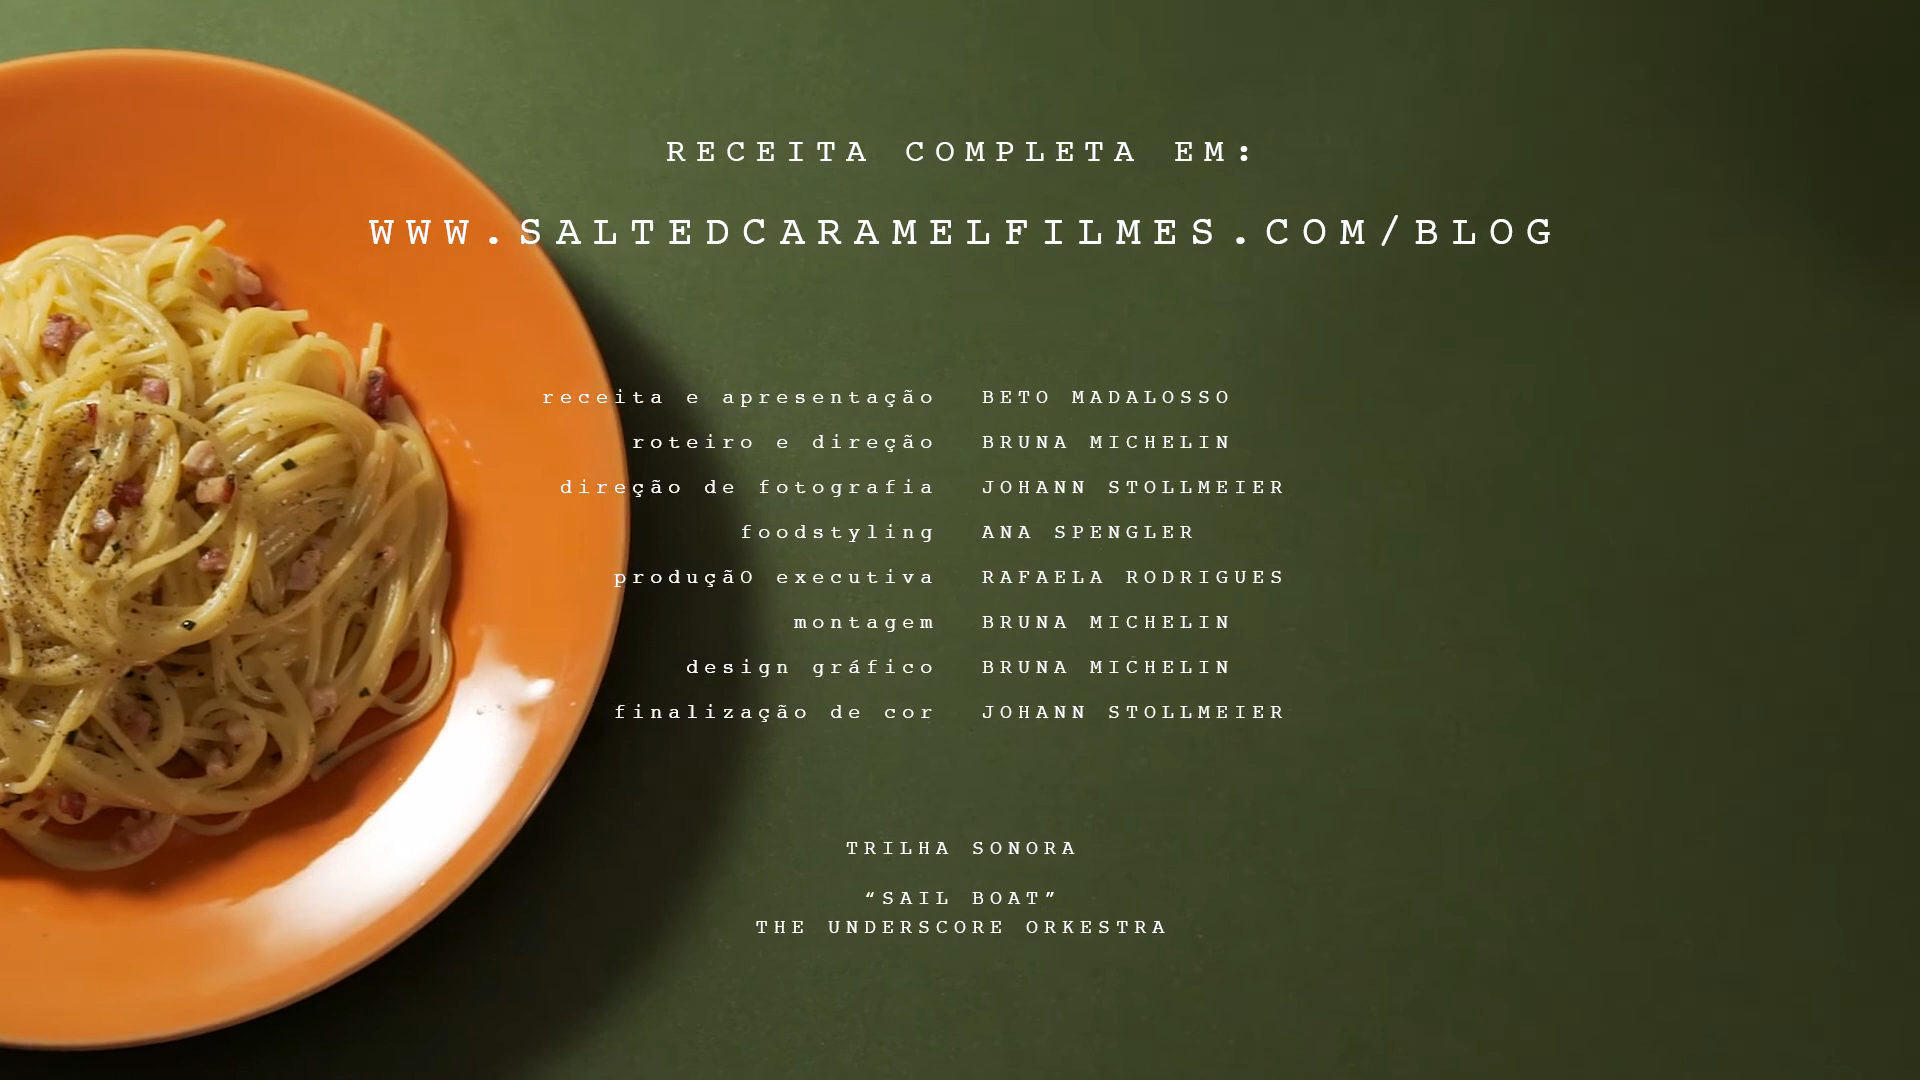 RECEITA COMPLETA EM:
WWW.SALTEDCARAMELFILMES.COM/BLOG
receita e apresentação BETO MADALOSSO
roteiro e direção BRUNA MICHELIN
direção de fotografia JOHANN STOLLMEIER
foodstyling ANA SPENGLER
produçãO executiva RAFAELA RODRIGUES
montagem BRUNA MICHELIN
design gráfico BRUNA MICHELIN
finalização de cor JOHANN STOLLMEIER
TRILHA SONORA
“SAIL BOAT”
THE UNDERSCORE ORKESTRA